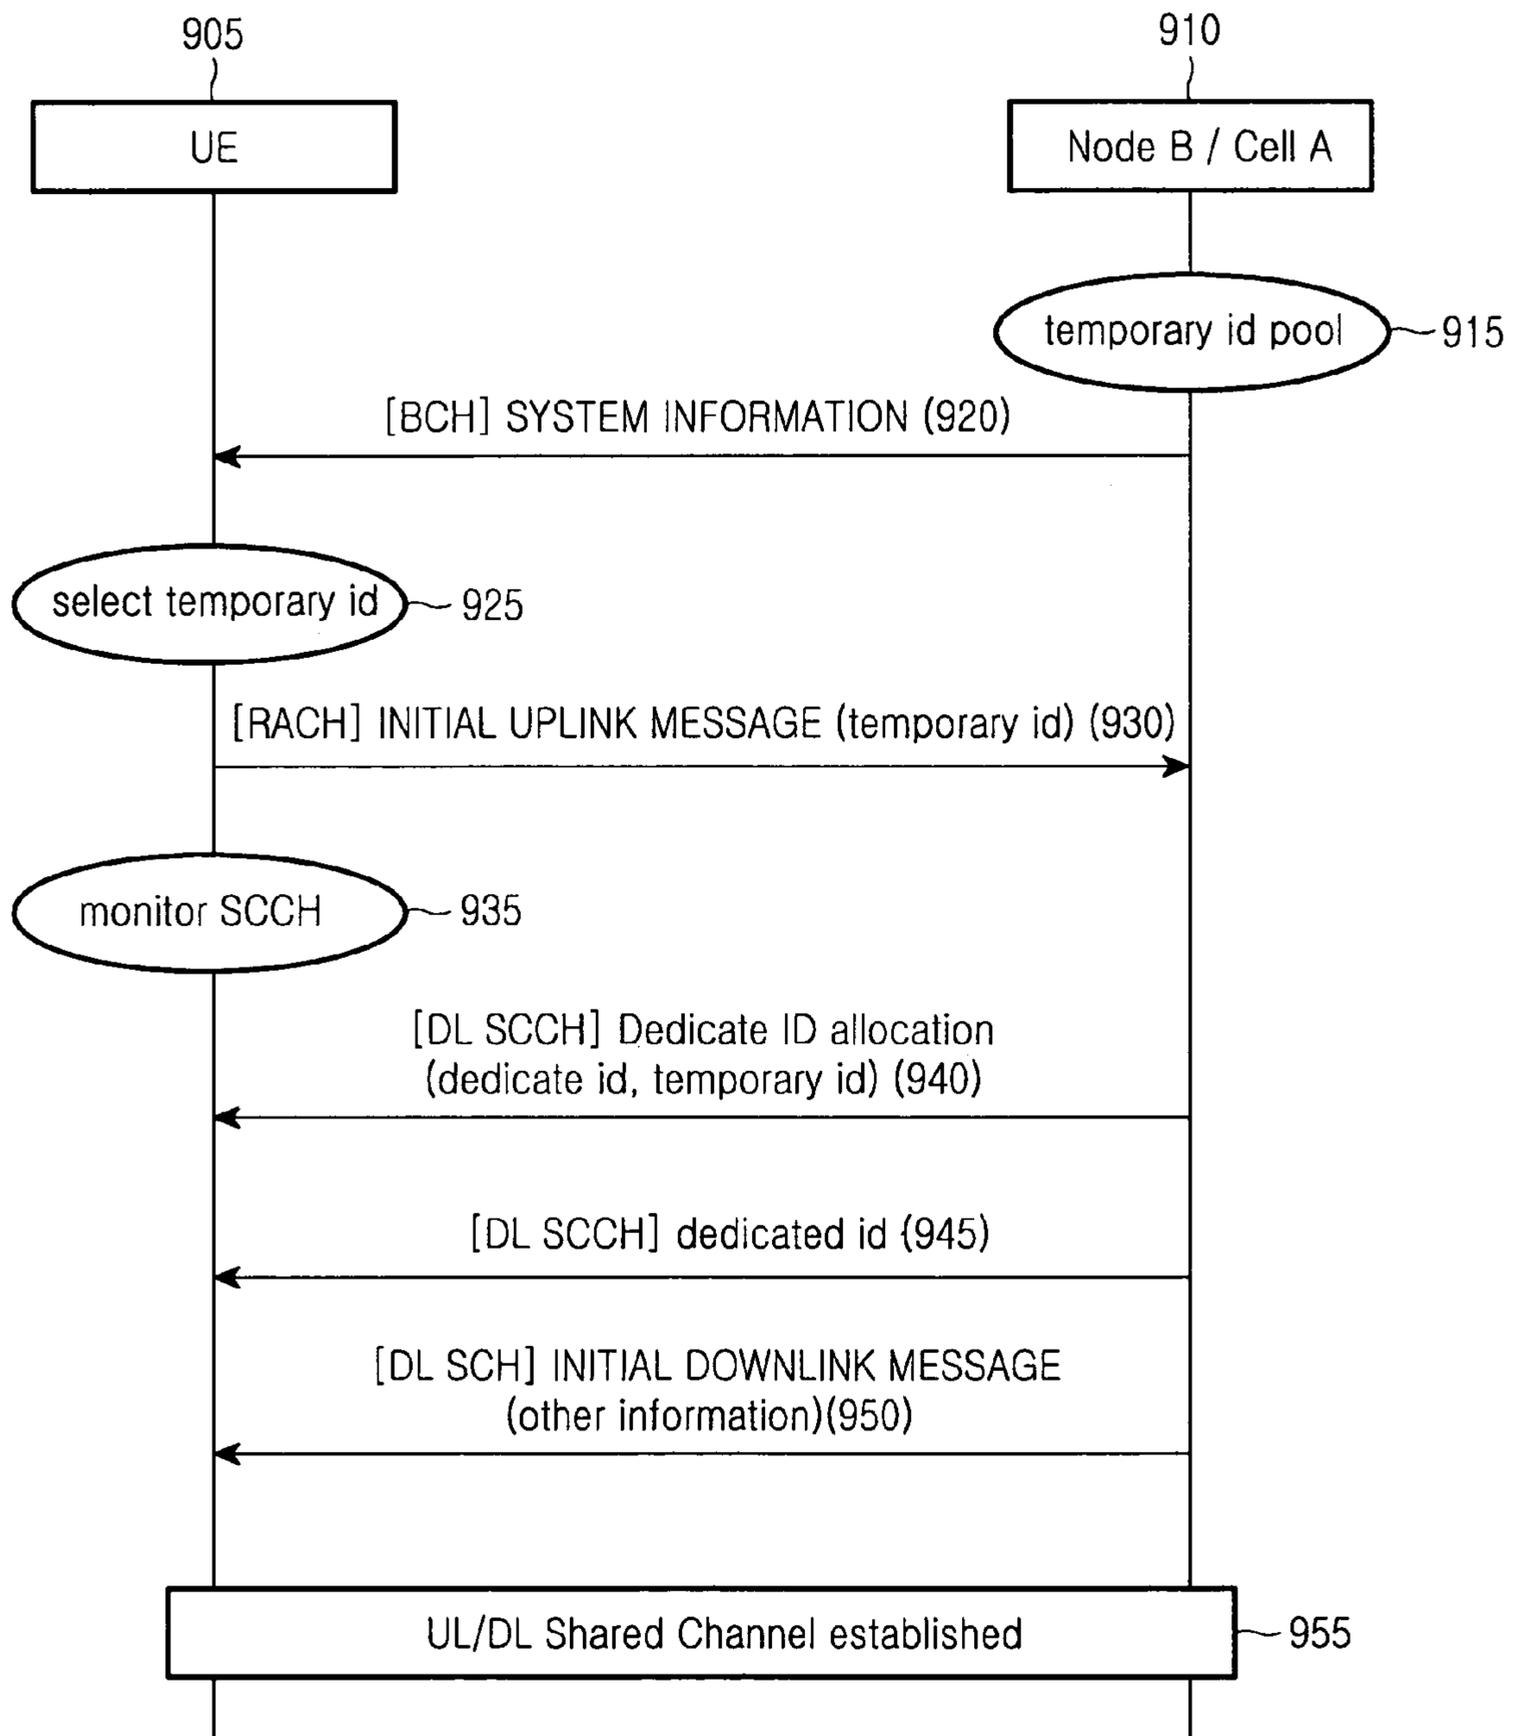 905
910
UE
Node B / Cell A
temporary id pool
915
[BCH] SYSTEM INFORMATION (920)
select temporary id
925
[RACH] INITIAL UPLINK MESSAGE (temporary id) (930)
monitor SCCH
935
[DL SCCH] Dedicate ID allocation
(dedicate id, temporary id) (940)
[DL SCCH] dedicated id (945)
[DL SCH] INITIAL DOWNLINK MESSAGE
(other information)(950)
UL/DL Shared Channel established
955